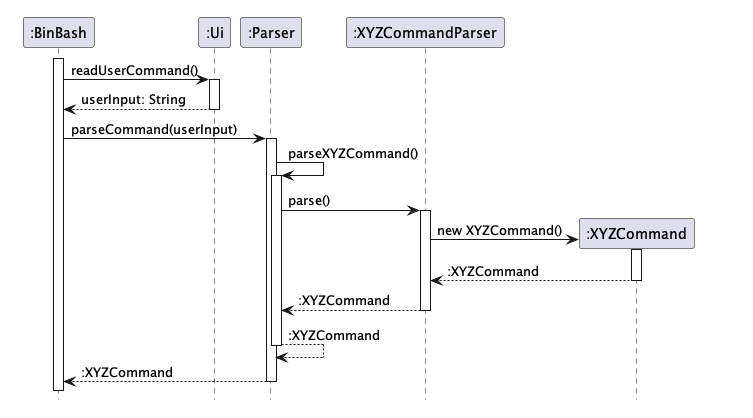 :BinBash
:Ui
:Parser
:XYZCommandParser
readUserCommand()
userInput: String
parseCommand(userInput)
parseXYZCommand()
parse()
new XYZCommand()
:XYZCommand
:XYZCommand
:XYZCommand
:XYZCommand
:XYZCommand